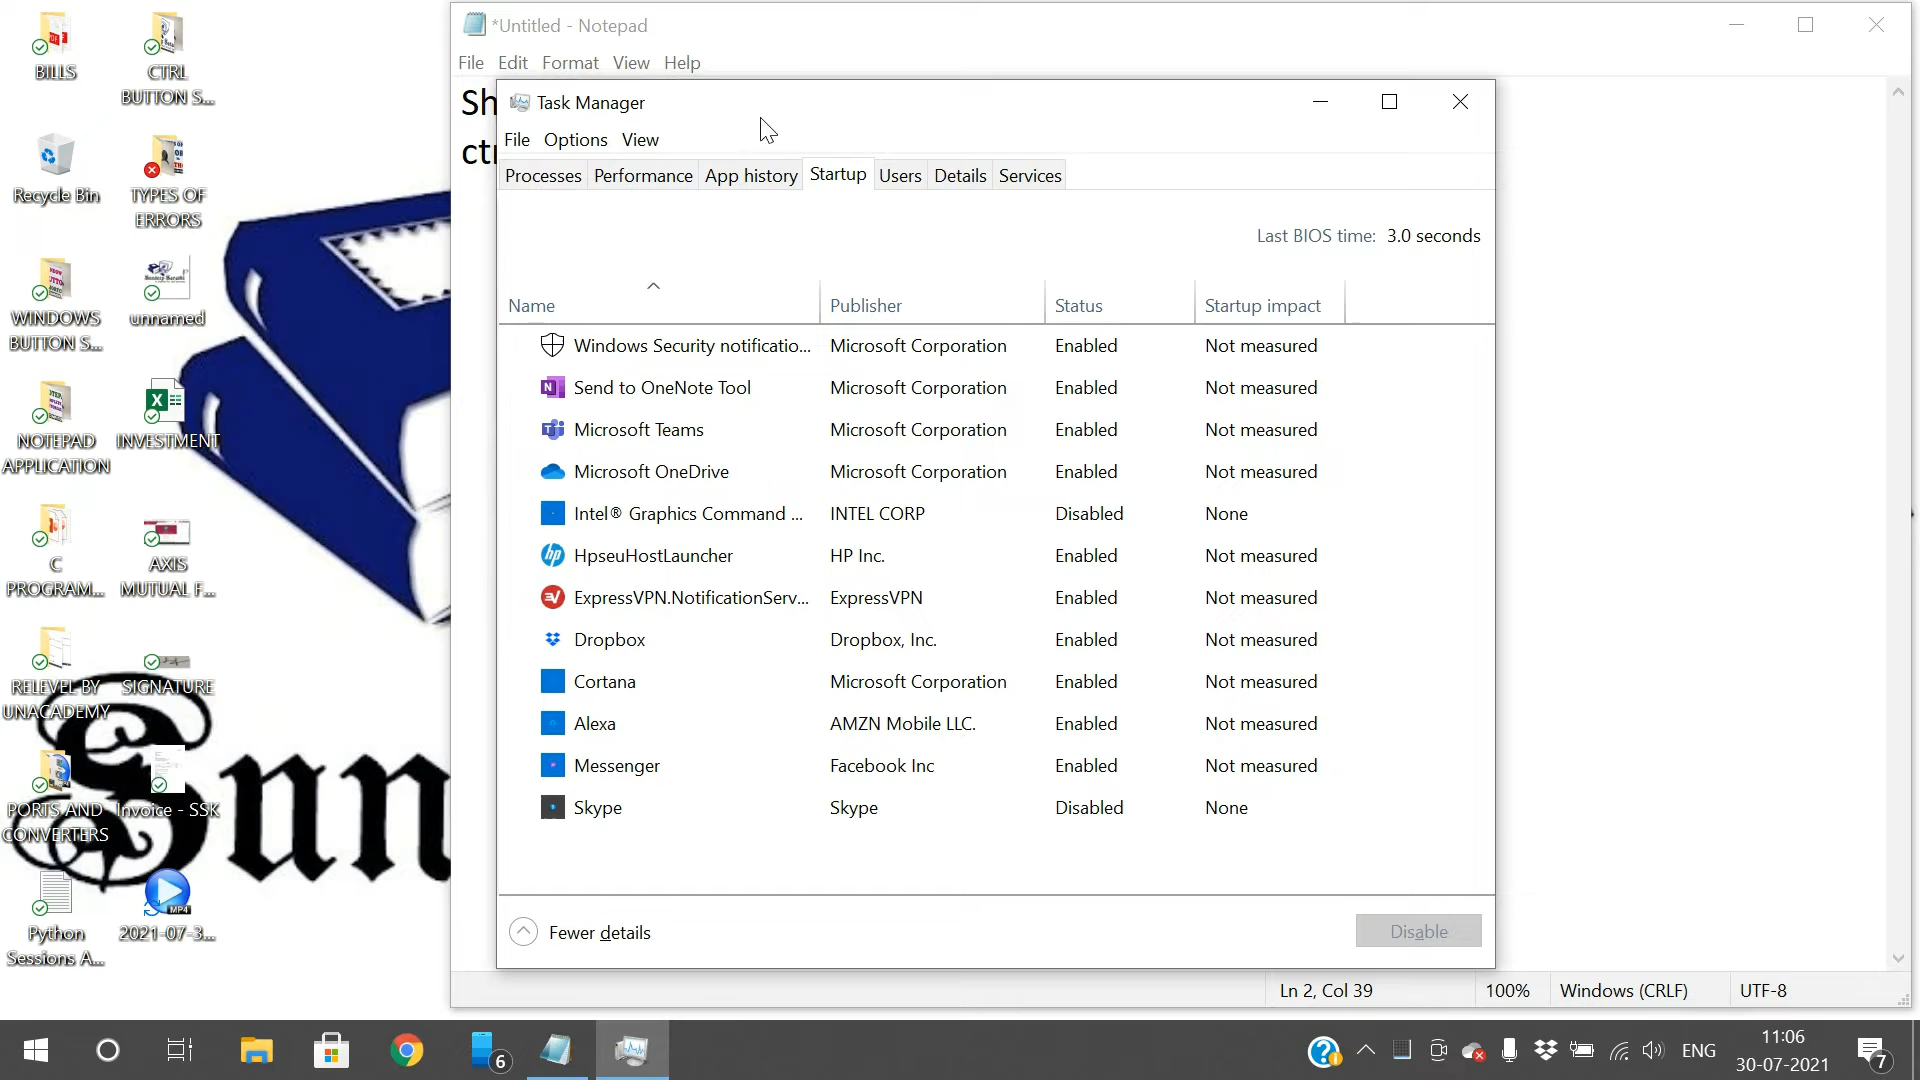 *Untitled - Notepad
File Edit Format View Help
Sh
ctr
Task Manager
File Options View
Processes Performance App history Startup Users Details Services
Last BIOS time: 3.0 seconds
Name Publisher Status Startup impact
Windows Security notificatio... Microsoft Corporation Enabled Not measured
Send to OneNote Tool Microsoft Corporation Enabled Not measured
Microsoft Teams Microsoft Corporation Enabled Not measured
Microsoft OneDrive Microsoft Corporation Enabled Not measured
Intel® Graphics Command ... INTEL CORP Disabled None
HpseuHostLauncher HP Inc. Enabled Not measured
ExpressVPN.NotificationServ... ExpressVPN Enabled Not measured
Dropbox Dropbox, Inc. Enabled Not measured
Cortana Microsoft Corporation Enabled Not measured
Alexa AMZN Mobile LLC. Enabled Not measured
Messenger Facebook Inc Enabled Not measured
Skype Skype Disabled None
Fewer details
Disable
Ln 2, Col 39 100% Windows (CRLF) UTF-8
BILLS
CTRL
BUTTON S...
Recycle Bin
TYPES OF
ERRORS
WINDOWS
BUTTON S...
unnamed
NOTEPAD
APPLICATION
INVESTMENT
C
PROGRAM...
AXIS
MUTUAL F...
RELEVEL BY
UNACADEMY
SIGNATURE
PORTS AND
CONVERTERS
Invoice - SSK
Python
Sessions A...
MP4
2021-07-3...
Sunn
6
ENG
11:06
30-07-2021
7